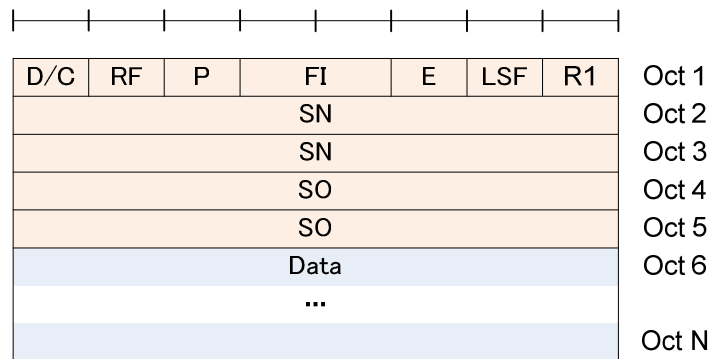 D/C RF P FI E LSF R1 Oct 1
SN Oct 2
SN Oct 3
SO Oct 4
SO Oct 5
Data Oct 6
...
Oct N